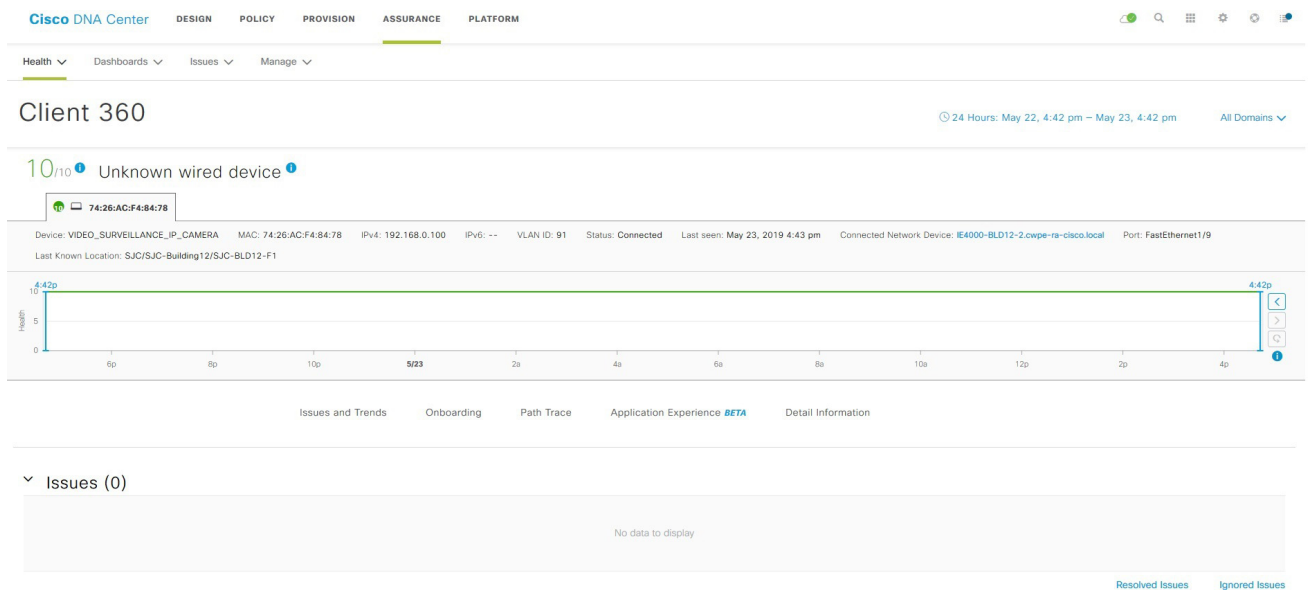 Cisco DNA Center DESIGN POLICY PROVISION ASSURANCE PLATFORM
Health Dashboards Issues Manage
Client 360
24 Hours: May 22, 4:42 pm – May 23, 4:42 pm All Domains
10/10 Unknown wired device
10 74:26:AC:F4:84:78
Device: VIDEO_SURVEILLANCE_IP_CAMERA MAC: 74:26:AC:F4:84:78 IPv4: 192.168.0.100 IPv6: -- VLAN ID: 91 Status: Connected Last seen: May 23, 2019 4:43 pm Connected Network Device: IE4000-BLD12-2.cwpe-ra-cisco.local Port: FastEthernet1/9
Last Known Location: SJC/SJC-Building12/SJC-BLD12-F1
4:42p 4:42p
10
5
0
Health
6p 8p 10p 5/23 2a 4a 6a 8a 10a 12p 2p 4p
Issues and Trends Onboarding Path Trace Application Experience BETA Detail Information
Issues (0)
No data to display
Resolved Issues Ignored Issues